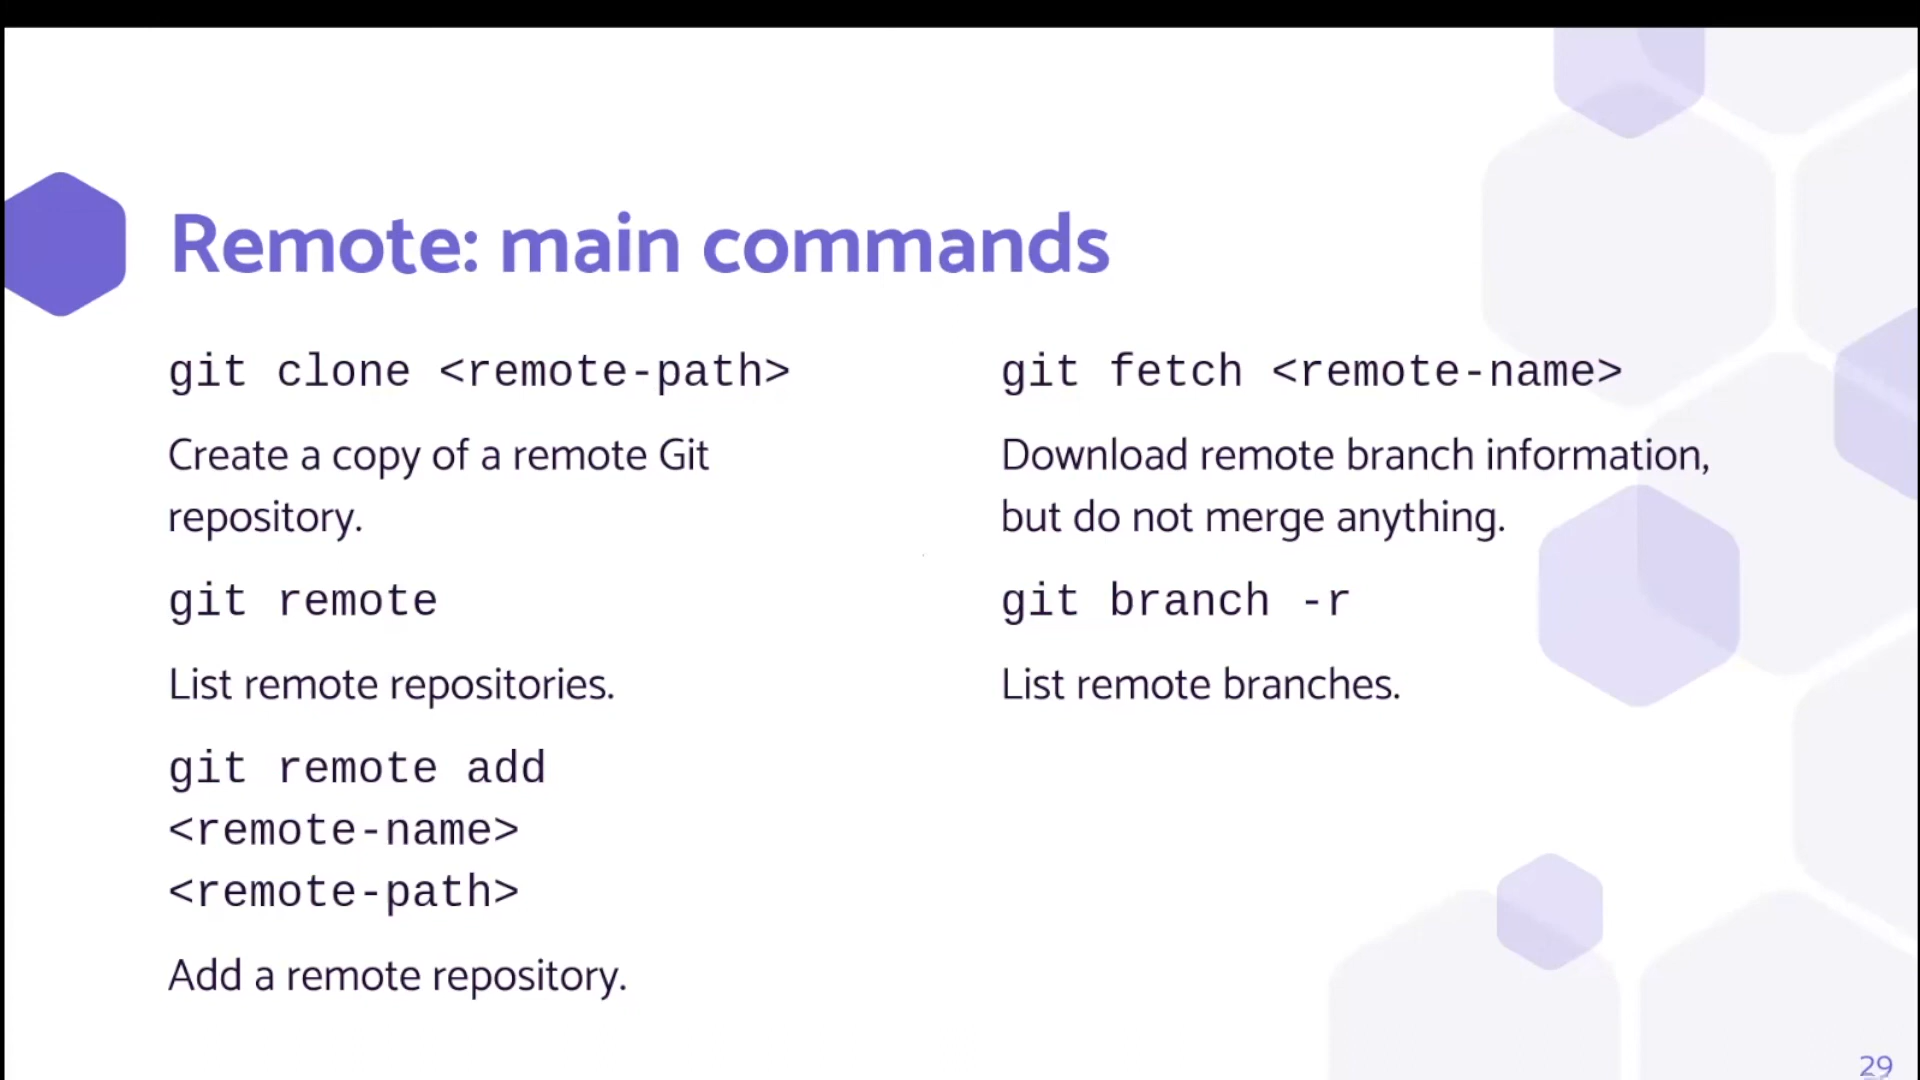 Remote: main commands
git clone <remote-path>
Create a copy of a remote Git
repository.
git remote
List remote repositories.
git remote add
<remote-name>
<remote-path>
Add a remote repository.
git fetch <remote-name>
Download remote branch information,
but do not merge anything.
git branch -r
List remote branches.
29